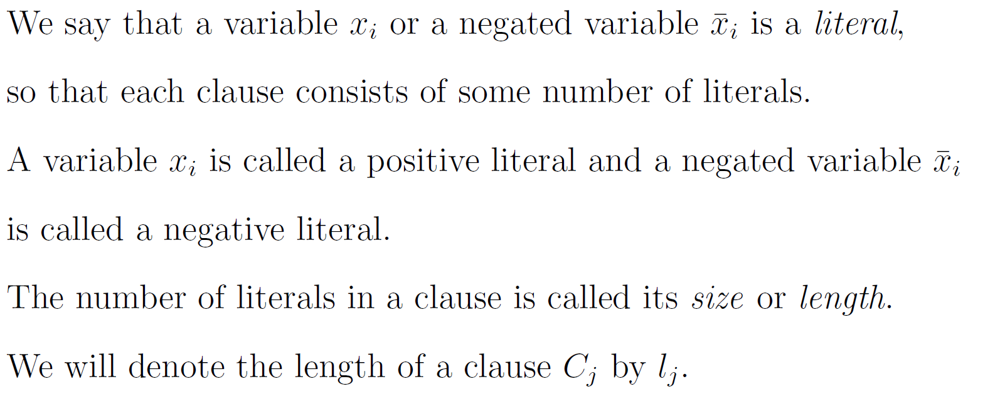 We say that a variable $x_i$ or a negated variable $\bar{x}_i$ is a literal,
so that each clause consists of some number of literals.
A variable $x_i$ is called a positive literal and a negated variable $\bar{x}_i$
is called a negative literal.
The number of literals in a clause is called its size or length.
We will denote the length of a clause $C_j$ by $l_j$.